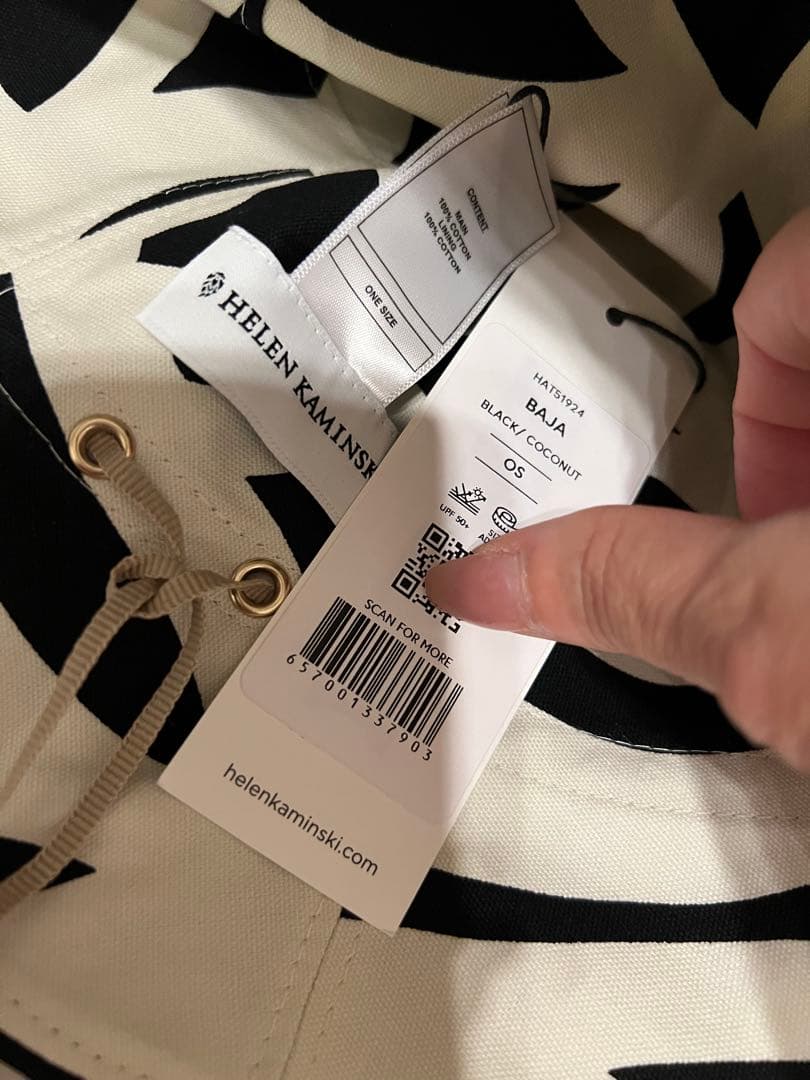 CONTENT
MAIN
100% COTTON
LINING
100% COTTON
ONE SIZE
HELEN KAMINSKI
HAT51924
BAJA
BLACK/ COCONUT
OS
UPF 50+
SCAN FOR MORE
657001337903
helenkaminski.com